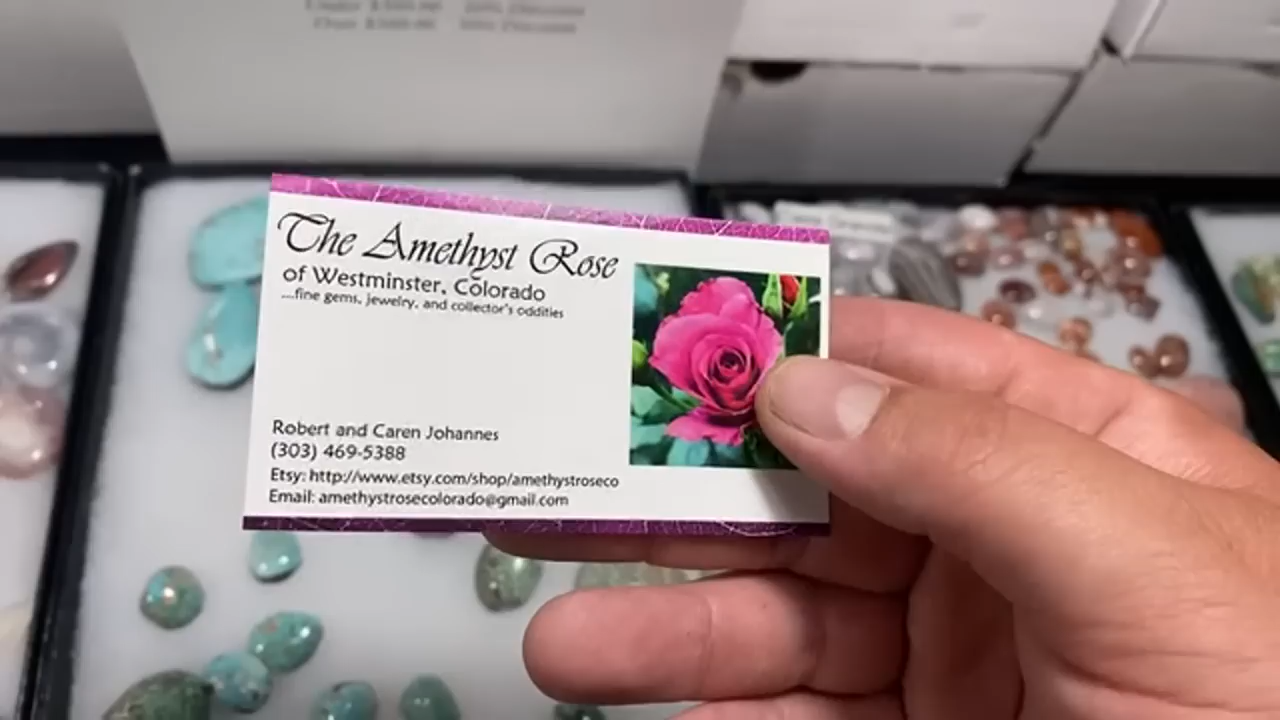 The Amethyst Rose
of Westminster, Colorado
....fine gems, jewelry, and collector's oddities
Robert and Caren Johannes
(303) 469-5388
Etsy: http://www.etsy.com/shop/amethystroseco
Email: amethystrosecolorado@gmail.com